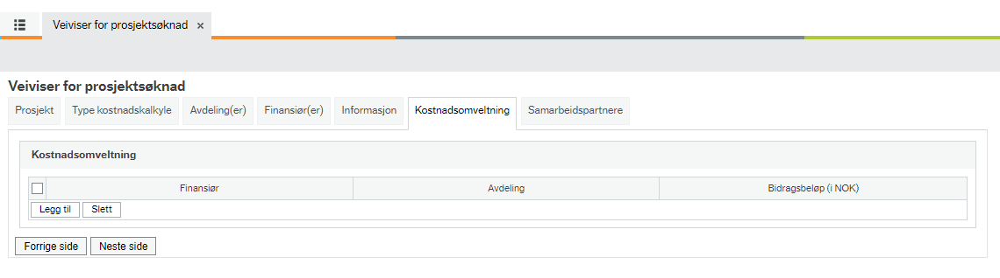 Veiviser for prosjektsøknad ×
Veiviser for prosjektsøknad
Prosjekt Type kostnadskalkyle Avdeling(er) Finansiør(er) Informasjon Kostnadsomveltning Samarbeidspartnere
Kostnadsomveltning
Finansiør Avdeling Bidragsbeløp (i NOK)
Legg til Slett
Forrige side Neste side